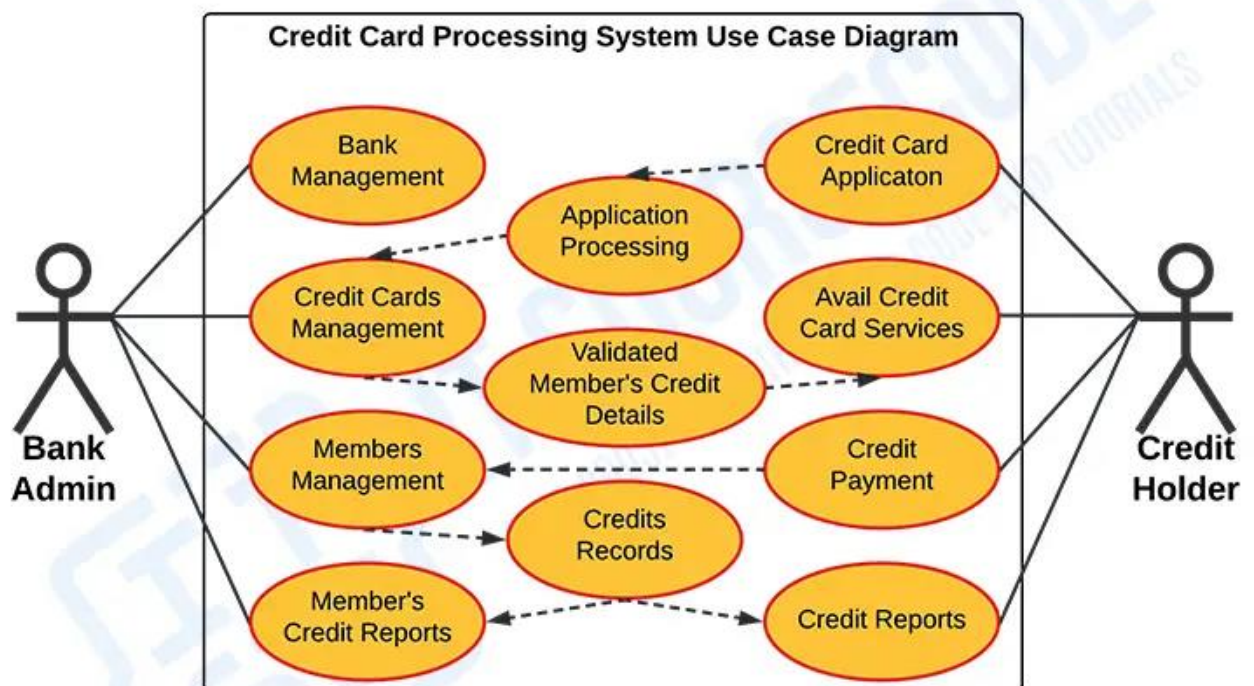 Credit Card Processing System Use Case Diagram
Bank
Management
Credit Card
Applicaton
Application
Processing
Credit Cards
Management
Avail Credit
Card Services
Validated
Member's Credit
Details
Bank
Admin
Members
Management
Credit
Payment
Credit
Holder
Credits
Records
Member's
Credit Reports
Credit Reports